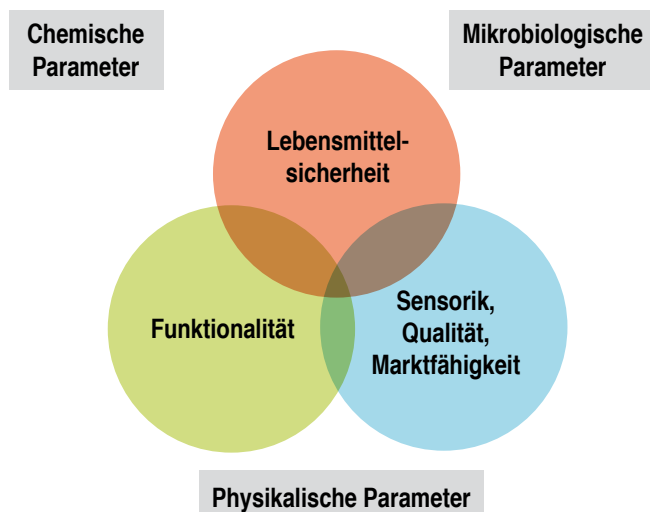 Chemische
Parameter
Mikrobiologische
Parameter
Lebensmittel-
sicherheit
Funktionalität
Sensorik,
Qualität,
Marktfähigkeit
Physikalische Parameter